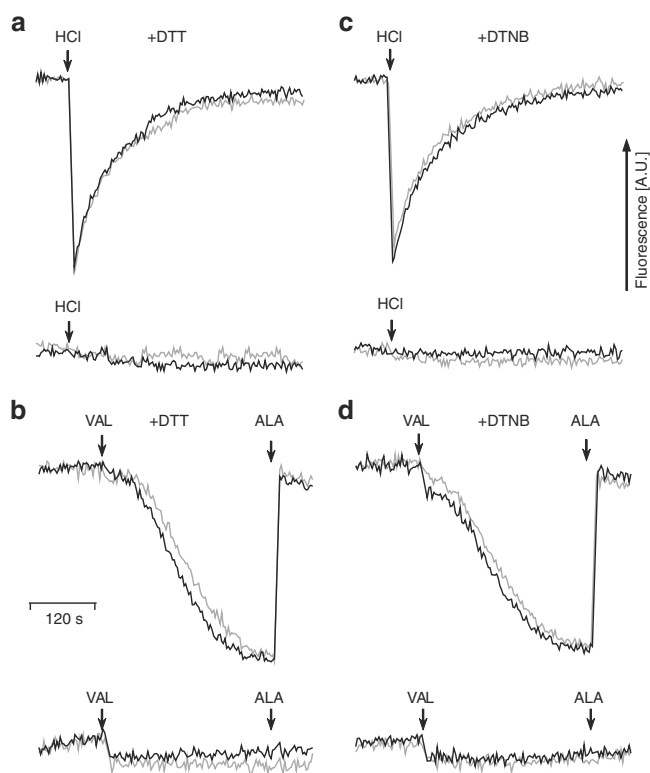 a
HCl
+DTT
c
HCl
+DTNB
Fluorescence [A.U.]
HCl
HCl
b
VAL
+DTT
ALA
d
VAL
+DTNB
ALA
120 s
VAL
ALA
VAL
ALA